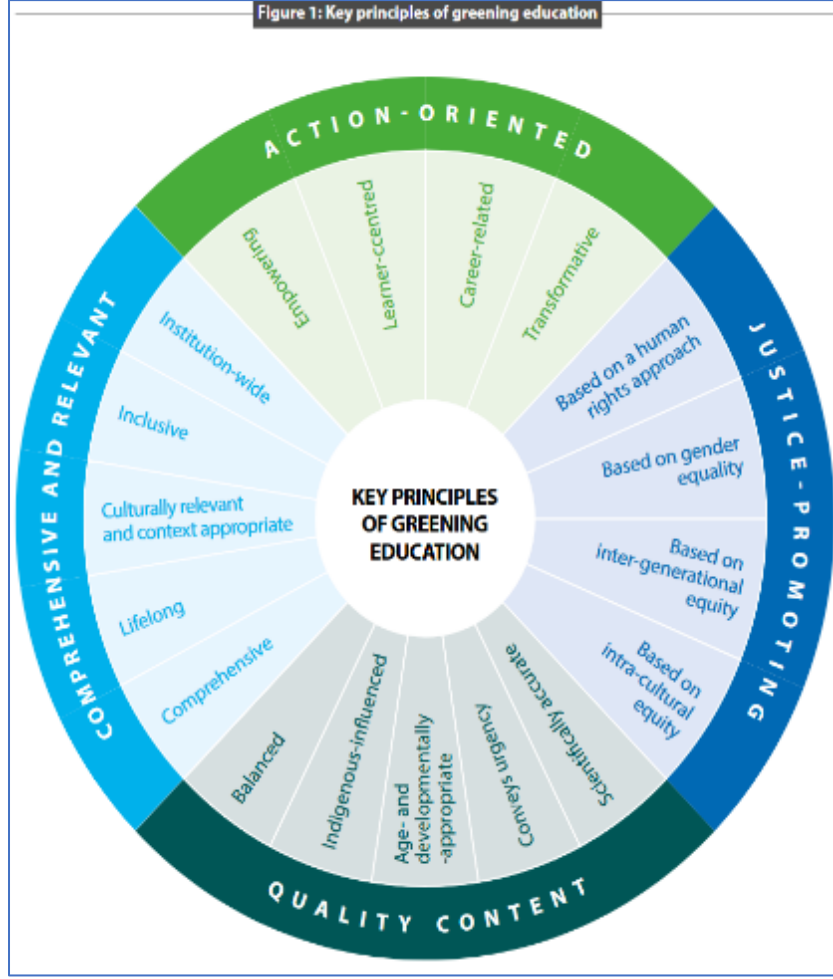 Figure 1: Key principles of greening education
ACTION-ORIENTED
Empowering
Learner-ccentred
Career-related
Transformative
JUSTICE-PROMOTING
Based on a human
rights approach
Based on gender
equality
Based on
inter-generational
equity
Based on
intra-cultural
equity
QUALITY CONTENT
Scientifically accurate
Conveys urgency
Age- and
developmentally
-appropriate
Indigenous-influenced
Balanced
COMPREHENSIVE AND RELEVANT
Comprehensive
Lifelong
Culturally relevant
and context appropriate
Inclusive
Institution-wide
KEY PRINCIPLES
OF GREENING
EDUCATION